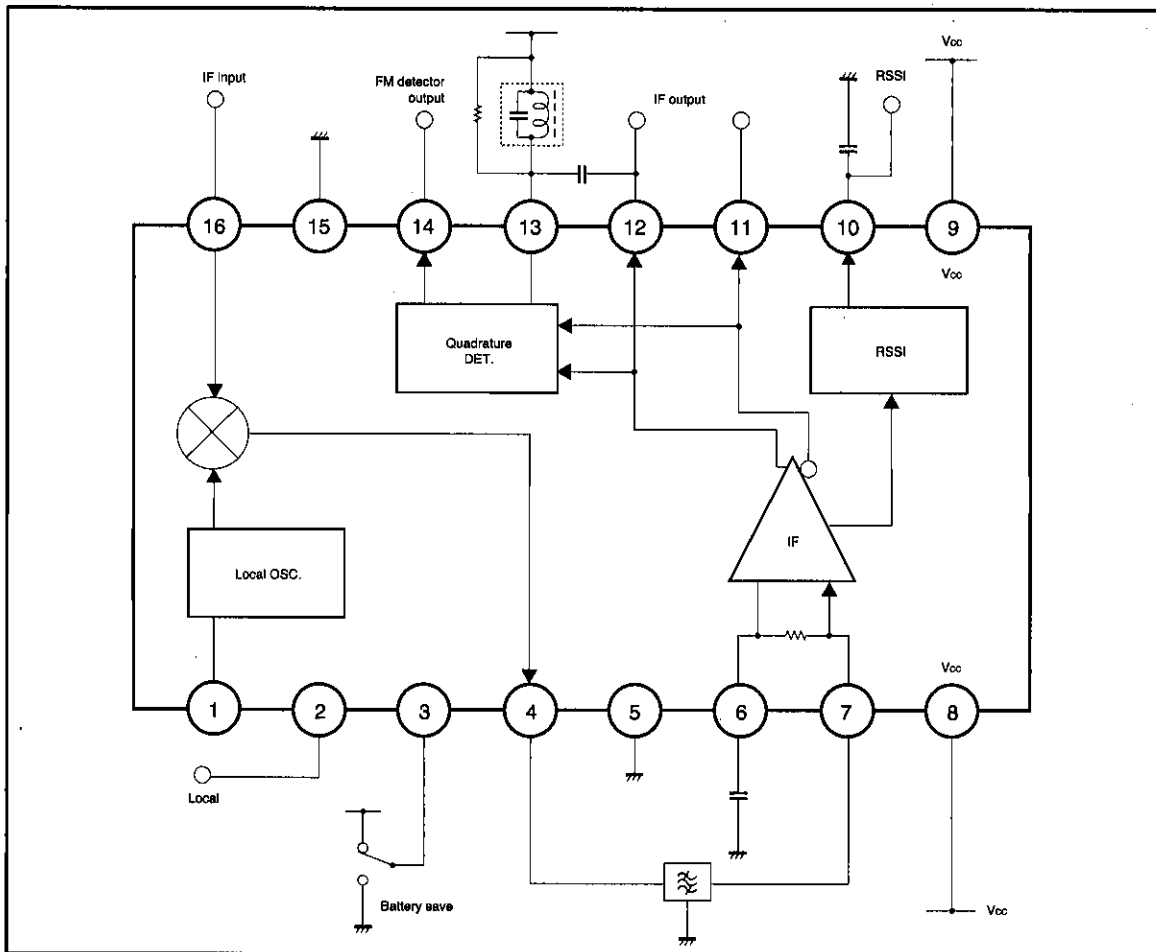 Vcc
IF Input
FM detector
output
IF output
RSSI
16
15
14
13
12
11
10
9
Vcc
Quadrature
DET.
RSSI
IF
Local OSC.
Vcc
1
2
3
4
5
6
7
8
Local
Battery save
Vcc